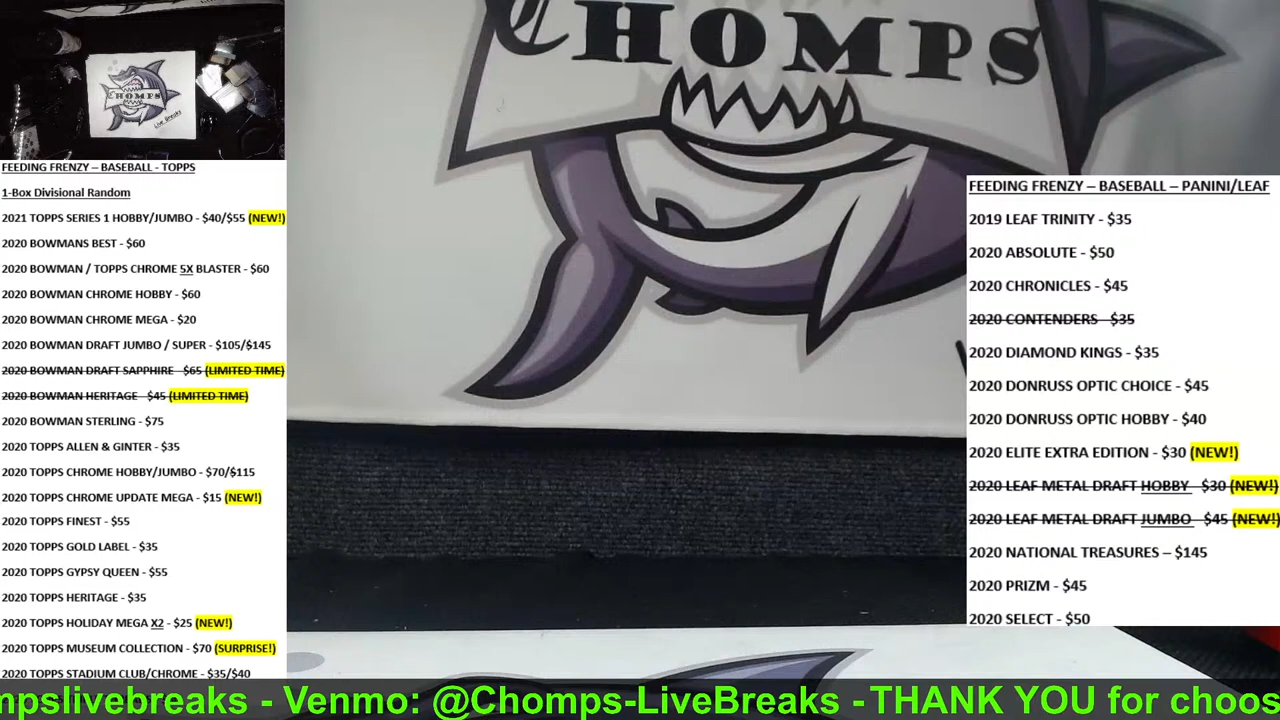 CHOMPS
CHOMPS
Live Breaks
FEEDING FRENZY – BASEBALL - TOPPS
1-Box Divisional Random
2021 TOPPS SERIES 1 HOBBY/JUMBO - $40/$55 (NEW!)
2020 BOWMANS BEST - $60
2020 BOWMAN / TOPPS CHROME 5X BLASTER - $60
2020 BOWMAN CHROME HOBBY - $60
2020 BOWMAN CHROME MEGA - $20
2020 BOWMAN DRAFT JUMBO / SUPER - $105/$145
2020 BOWMAN DRAFT SAPPHIRE - $65 (LIMITED TIME)
2020 BOWMAN HERITAGE - $45 (LIMITED TIME)
2020 BOWMAN STERLING - $75
2020 TOPPS ALLEN & GINTER - $35
2020 TOPPS CHROME HOBBY/JUMBO - $70/$115
2020 TOPPS CHROME UPDATE MEGA - $15 (NEW!)
2020 TOPPS FINEST - $55
2020 TOPPS GOLD LABEL - $35
2020 TOPPS GYPSY QUEEN - $55
2020 TOPPS HERITAGE - $35
2020 TOPPS HOLIDAY MEGA X2 - $25 (NEW!)
2020 TOPPS MUSEUM COLLECTION - $70 (SURPRISE!)
2020 TOPPS STADIUM CLUB/CHROME - $35/$40
FEEDING FRENZY – BASEBALL – PANINI/LEAF
2019 LEAF TRINITY - $35
2020 ABSOLUTE - $50
2020 CHRONICLES - $45
2020 CONTENDERS - $35
2020 DIAMOND KINGS - $35
2020 DONRUSS OPTIC CHOICE - $45
2020 DONRUSS OPTIC HOBBY - $40
2020 ELITE EXTRA EDITION - $30 (NEW!)
2020 LEAF METAL DRAFT HOBBY - $30 (NEW!)
2020 LEAF METAL DRAFT JUMBO - $45 (NEW!)
2020 NATIONAL TREASURES – $145
2020 PRIZM - $45
2020 SELECT - $50
mpslivebreaks - Venmo: @Chomps-LiveBreaks - THANK YOU for choos